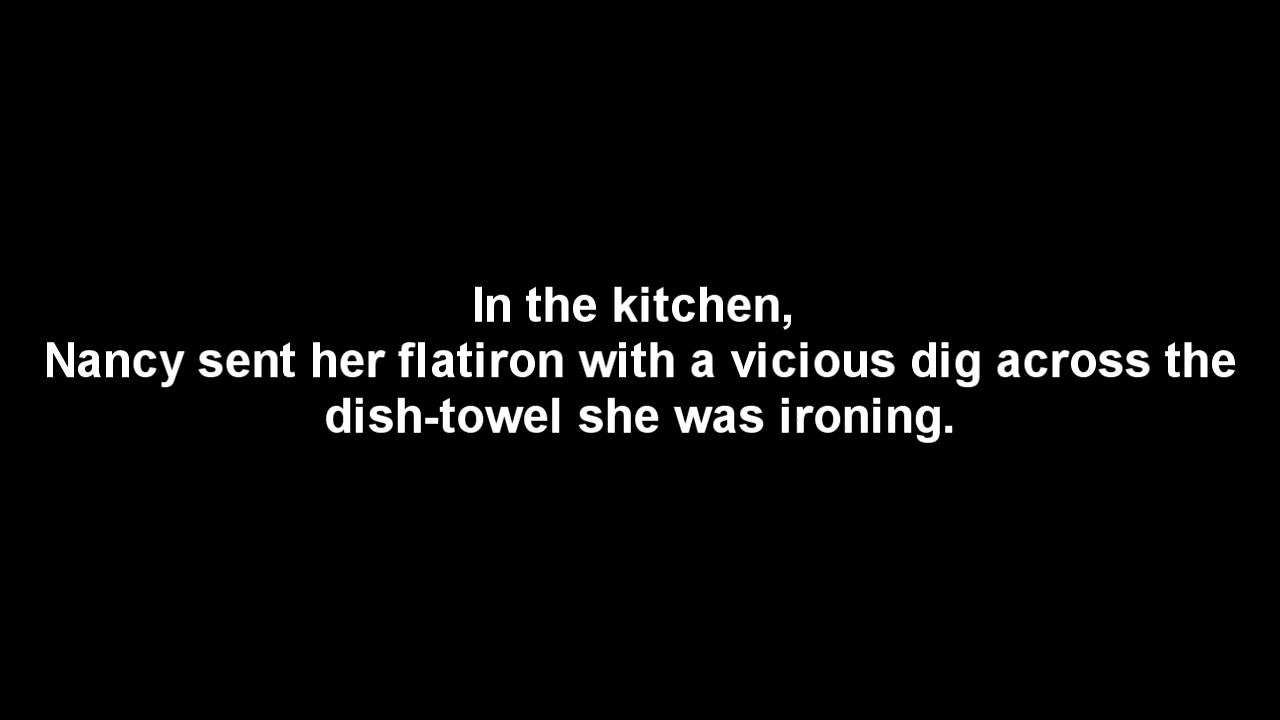 In the kitchen,
Nancy sent her flatiron with a vicious dig across the
dish-towel she was ironing.